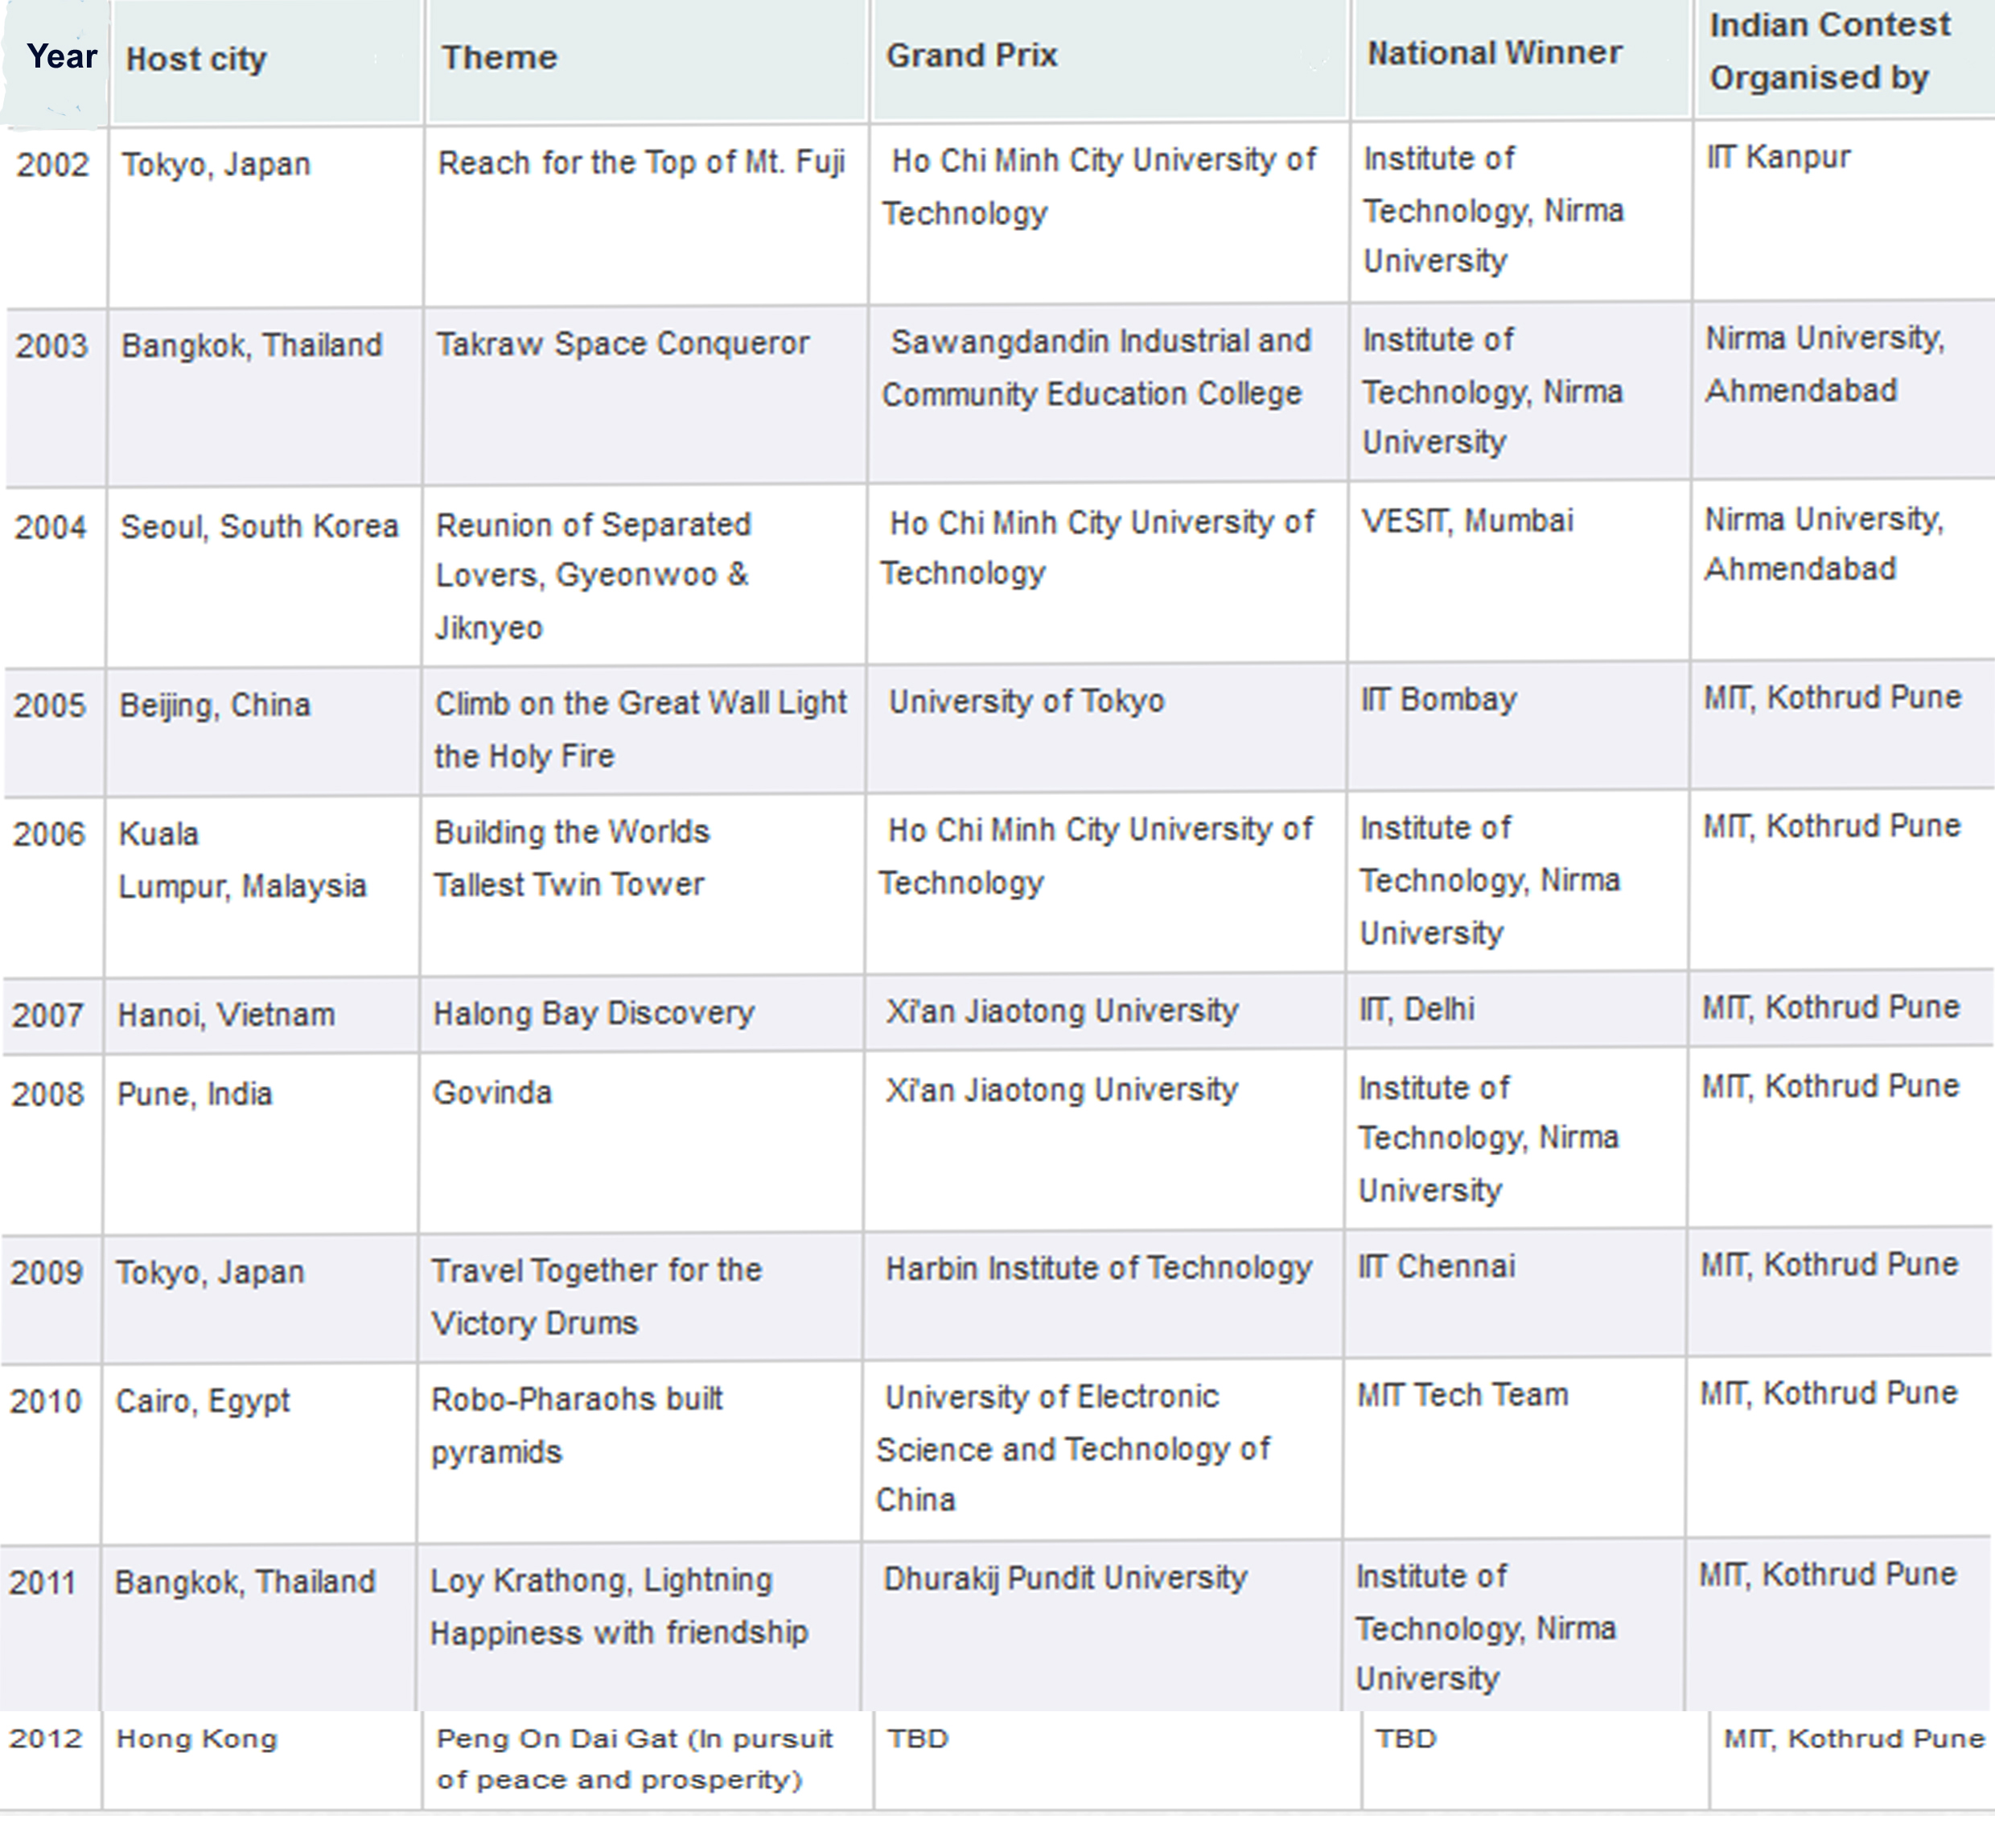 Year Host city Theme Grand Prix National Winner Indian Contest
Organised by
2002 Tokyo, Japan Reach for the Top of Mt. Fuji Ho Chi Minh City University of Institute of IIT Kanpur
Technology Technology, Nirma
University
2003 Bangkok, Thailand Takraw Space Conqueror Sawangdandin Industrial and Institute of Nirma University,
Community Education College Technology, Nirma Ahmendabad
University
2004 Seoul, South Korea Reunion of Separated Ho Chi Minh City University of VESIT, Mumbai Nirma University,
Lovers, Gyeonwoo & Technology Ahmendabad
Jiknyeo
2005 Beijing, China Climb on the Great Wall Light University of Tokyo IIT Bombay MIT, Kothrud Pune
the Holy Fire
2006 Kuala Building the Worlds Ho Chi Minh City University of Institute of MIT, Kothrud Pune
Lumpur, Malaysia Tallest Twin Tower Technology Technology, Nirma
University
2007 Hanoi, Vietnam Halong Bay Discovery Xi'an Jiaotong University IIT, Delhi MIT, Kothrud Pune
2008 Pune, India Govinda Xi'an Jiaotong University Institute of MIT, Kothrud Pune
Technology, Nirma
University
2009 Tokyo, Japan Travel Together for the Harbin Institute of Technology IIT Chennai MIT, Kothrud Pune
Victory Drums
2010 Cairo, Egypt Robo-Pharaohs built University of Electronic MIT Tech Team MIT, Kothrud Pune
pyramids Science and Technology of
China
2011 Bangkok, Thailand Loy Krathong, Lightning Dhurakij Pundit University Institute of MIT, Kothrud Pune
Happiness with friendship Technology, Nirma
University
2012 Hong Kong Peng On Dai Gat (In pursuit TBD TBD MIT, Kothrud Pune
of peace and prosperity)